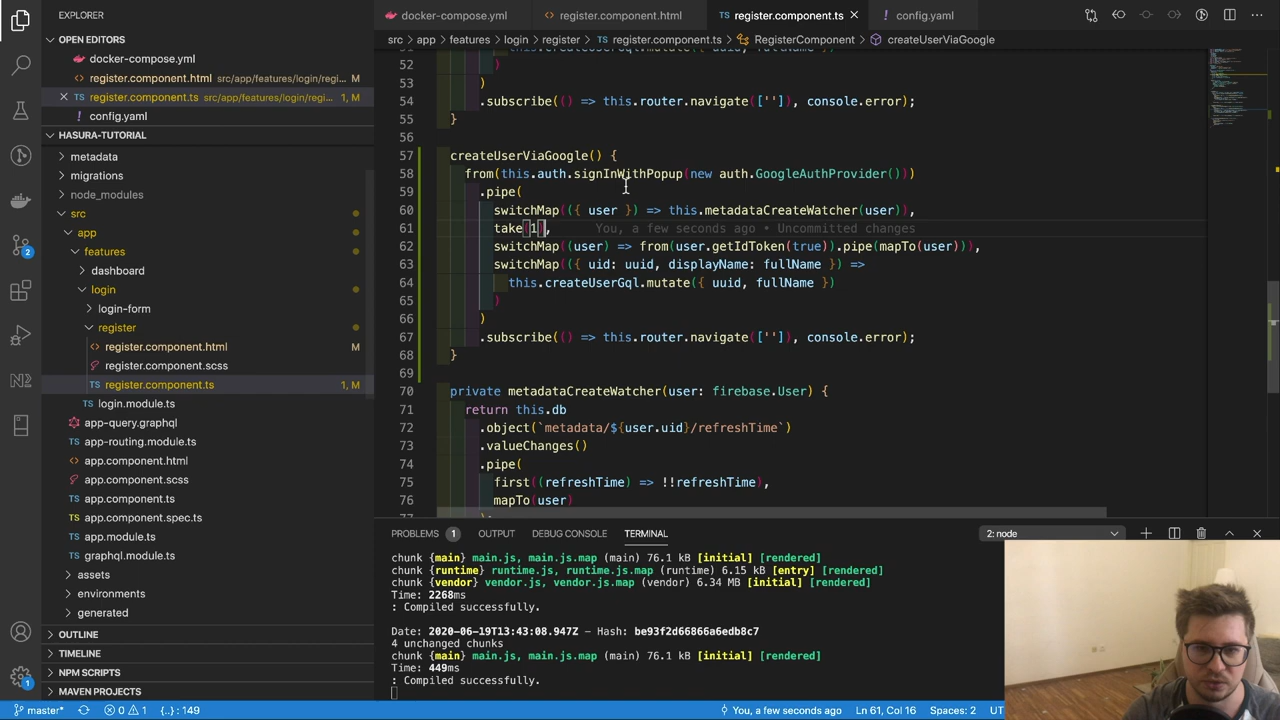 EXPLORER
docker-compose.yml
register.component.html
register.component.ts
config.yaml
OPEN EDITORS
docker-compose.yml
register.component.html src/app/features/login/regi... M
register.component.ts src/app/features/login/regi... 1, M
config.yaml
HASURA-TUTORIAL
metadata
migrations
node_modules
src
app
features
dashboard
login
login-form
register
register.component.html M
register.component.scss
register.component.ts 1, M
login.module.ts
app-query.graphql
app-routing.module.ts
app.component.html
app.component.scss
app.component.ts
app.component.spec.ts
app.module.ts
graphql.module.ts
assets
environments
generated
OUTLINE
TIMELINE
NPM SCRIPTS
MAVEN PROJECTS
src > app > features > login > register > register.component.ts > RegisterComponent > createUserViaGoogle
52 )
53 )
54 .subscribe(() => this.router.navigate(['']), console.error);
55 }
56
57 createUserViaGoogle() {
58 from(this.auth.signInWithPopup(new auth.GoogleAuthProvider()))
59 .pipe(
60 switchMap(({ user }) => this.metadataCreateWatcher(user)),
61 take(1), You, a few seconds ago • Uncommitted changes
62 switchMap((user) => from(user.getIdToken(true)).pipe(mapTo(user))),
63 switchMap(({ uid: uuid, displayName: fullName }) =>
64 this.createUserGql.mutate({ uuid, fullName })
65 )
66 )
67 .subscribe(() => this.router.navigate(['']), console.error);
68 }
69
70 private metadataCreateWatcher(user: firebase.User) {
71 return this.db
72 .object(`metadata/${user.uid}/refreshTime`)
73 .valueChanges()
74 .pipe(
75 first((refreshTime) => !!refreshTime),
76 mapTo(user)
PROBLEMS 1 OUTPUT DEBUG CONSOLE TERMINAL 2: node
chunk {main} main.js, main.js.map (main) 76.1 kB [initial] [rendered]
chunk {runtime} runtime.js, runtime.js.map (runtime) 6.15 kB [entry] [rendered]
chunk {vendor} vendor.js, vendor.js.map (vendor) 6.34 MB [initial] [rendered]
Time: 2268ms
: Compiled successfully.
Date: 2020-06-19T13:43:08.947Z - Hash: be93f2d66866a6edb8c7
4 unchanged chunks
chunk {main} main.js, main.js.map (main) 76.1 kB [initial] [rendered]
Time: 449ms
: Compiled successfully.
master* 0 1 {..} : 149 You, a few seconds ago Ln 61, Col 16 Spaces: 2 UT